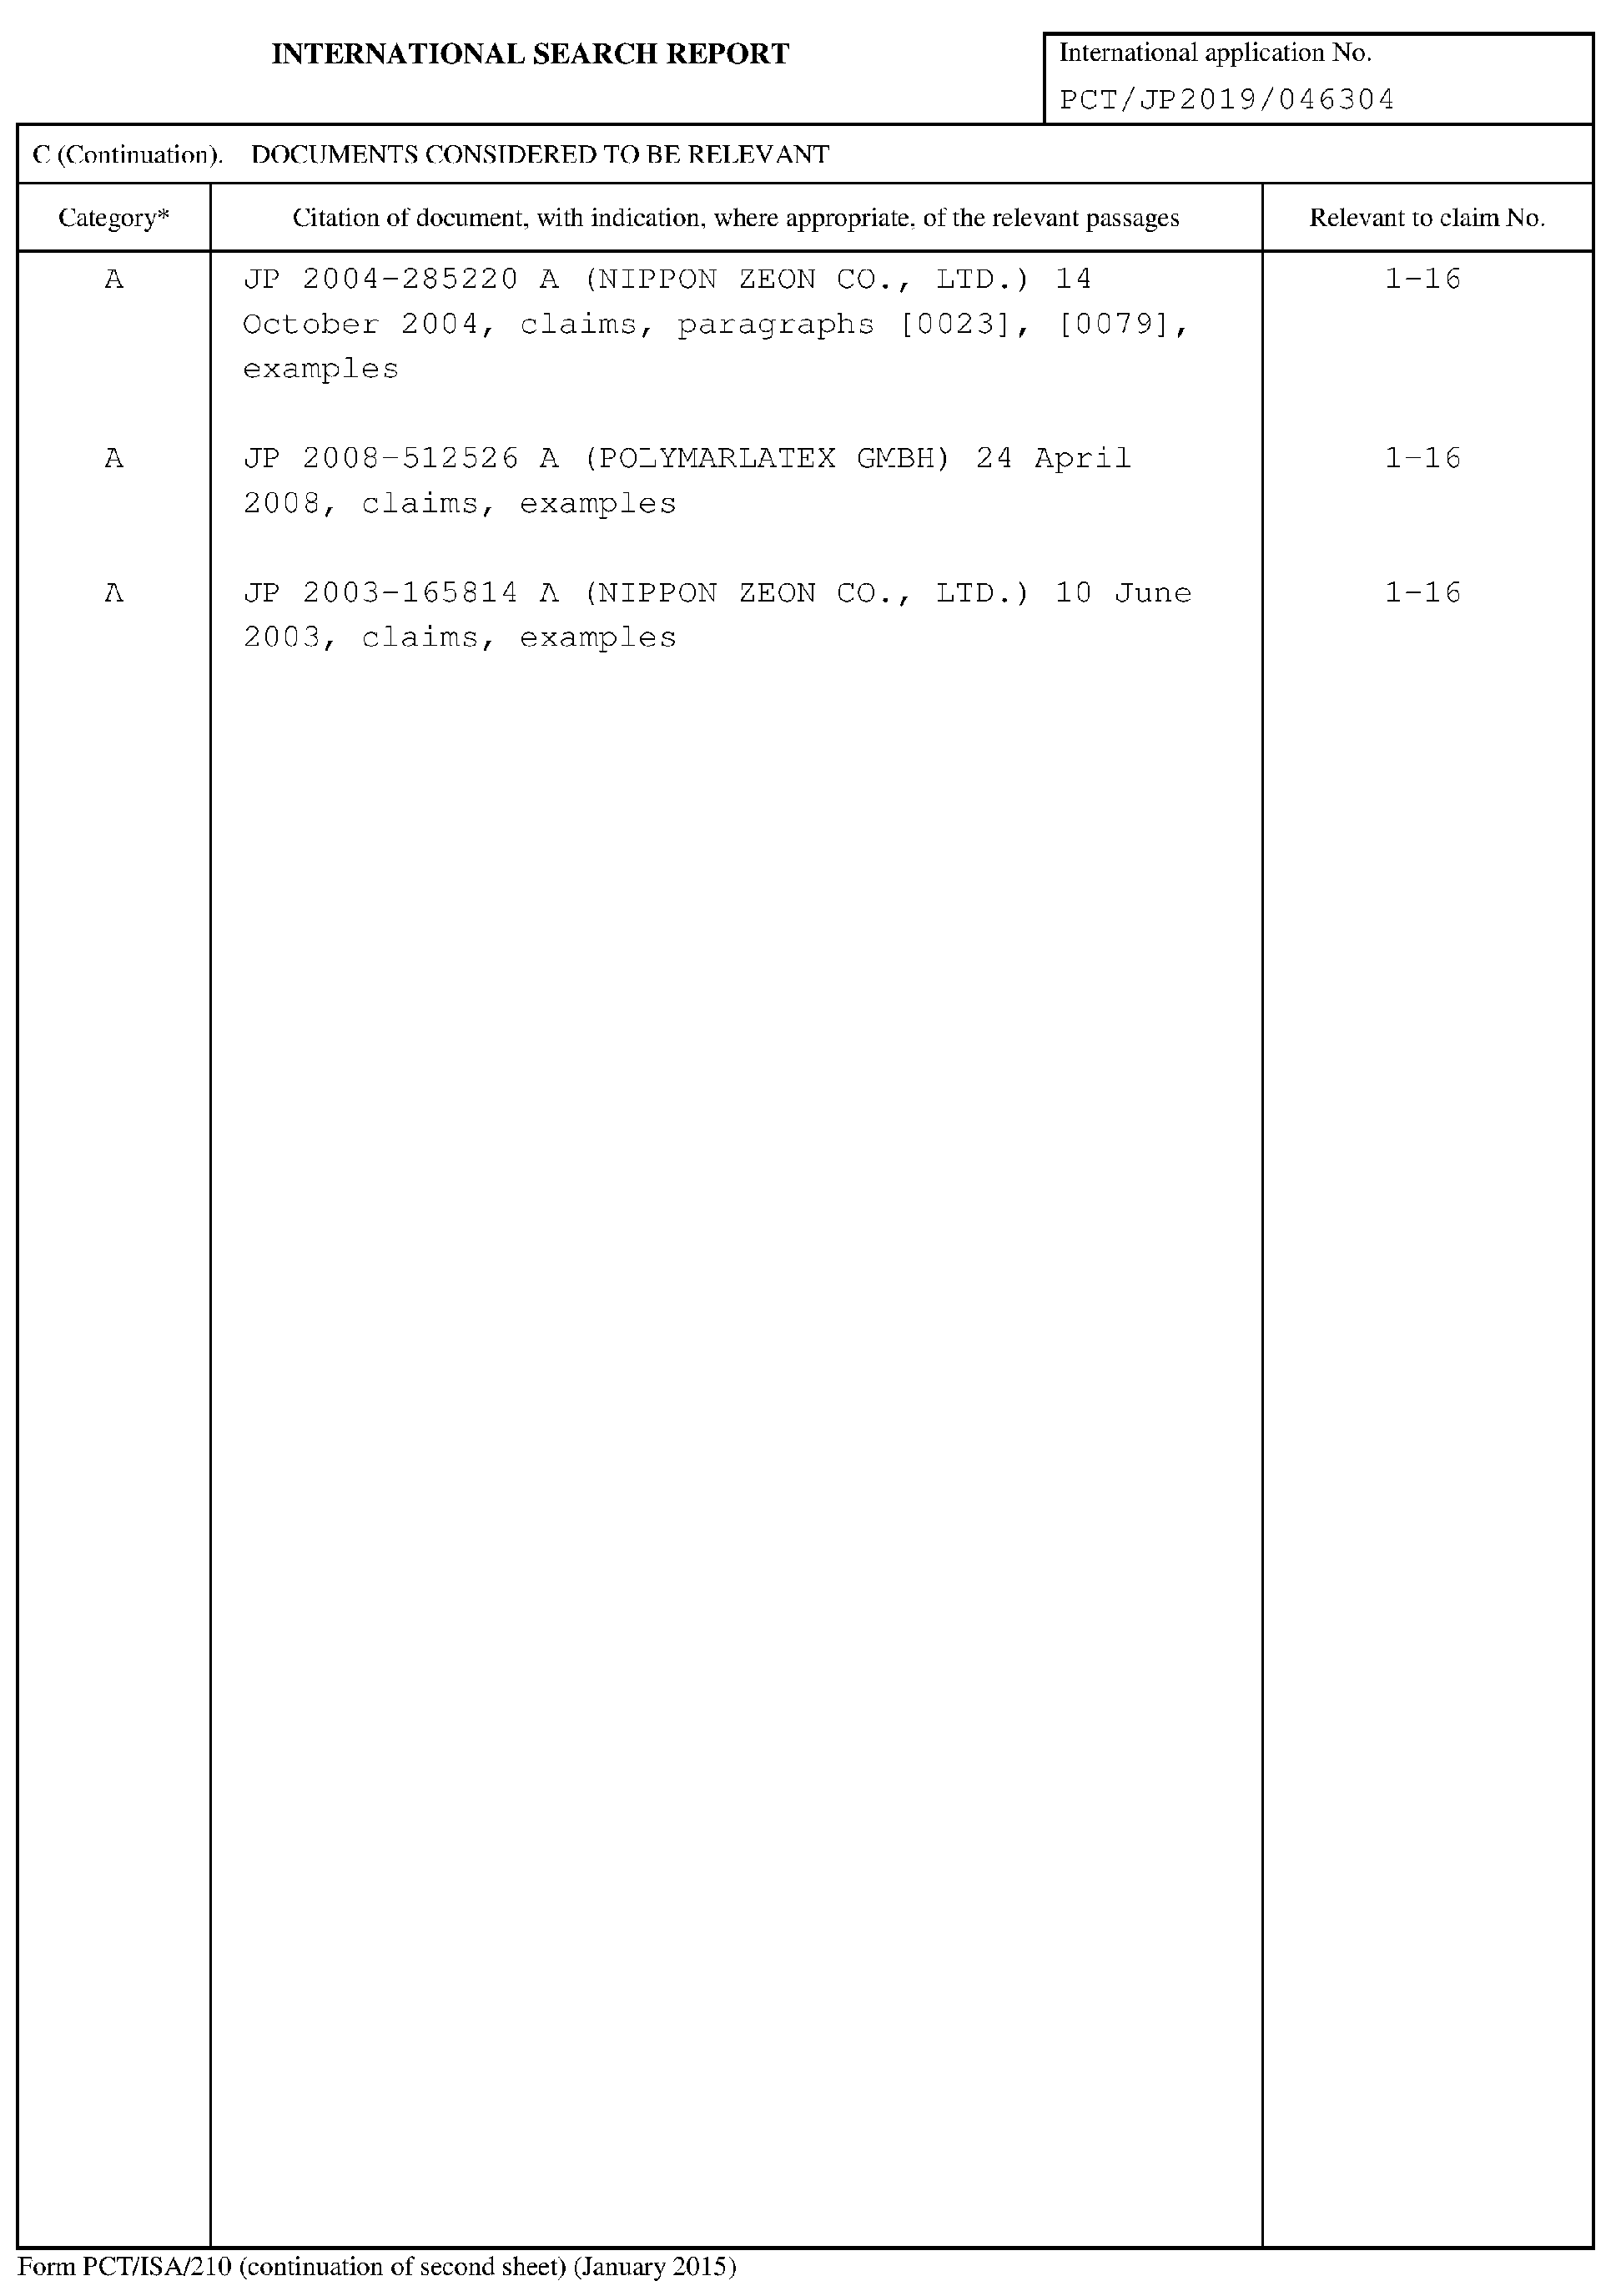 INTERNATIONAL SEARCH REPORT
International application No.
PCT/JP2019/046304
C (Continuation). DOCUMENTS CONSIDERED TO BE RELEVANT
Category* Citation of document, with indication, where appropriate, of the relevant passages Relevant to claim No.
A JP 2004-285220 A (NIPPON ZEON CO., LTD.) 14 1-16
October 2004, claims, paragraphs [0023], [0079],
examples
A JP 2008-512526 A (POLYMARLATEX GMBH) 24 April 1-16
2008, claims, examples
A JP 2003-165814 A (NIPPON ZEON CO., LTD.) 10 June 1-16
2003, claims, examples
Form PCT/ISA/210 (continuation of second sheet) (January 2015)